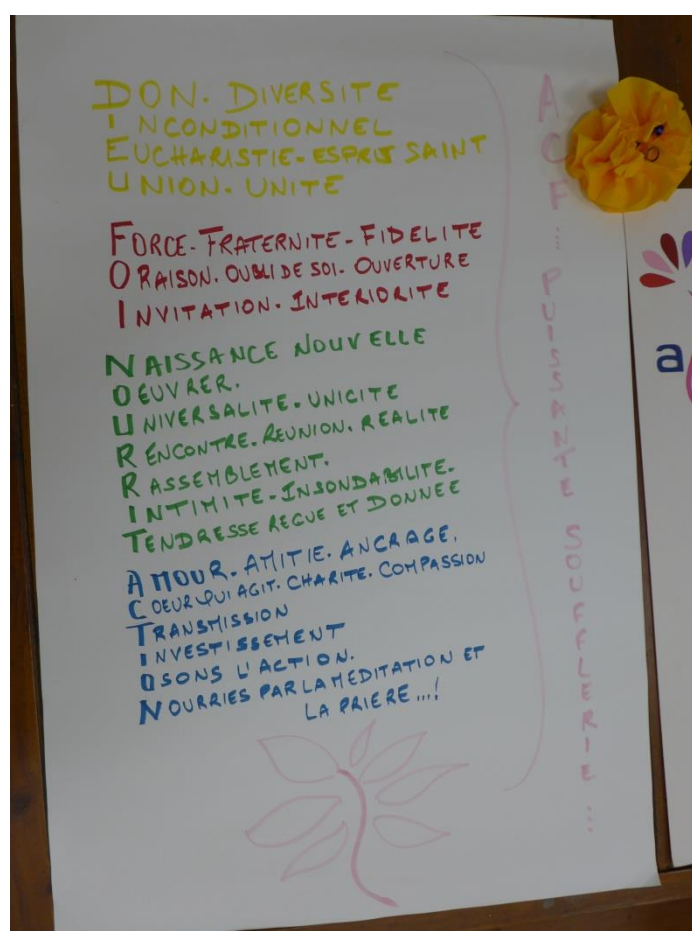 DON. DIVERSITE
INCONDITIONNEL
EUCHARISTIE-ESPRIT SAINT
UNION-UNITE
FORCE-FRATERNITE-FIDELITE
ORAISON. OUBLI DE SOI. OUVERTURE
INVITATION-INTERIORITE
NAISSANCE NOUVELLE
OEUVRER.
UNIVERSALITE-UNICITE
RENCONTRE-REUNION. REALITE
RASSEMBLEMENT.
INTIMITE-INSONDABILITE.
TENDRESSE RECUE ET DONNEE
AMOUR. AMITIE. ANCRAGE.
COEUR QUI AGIT. CHARITE. COMPASSION
TRANSMISSION
INVESTISSEMENT
OSONS L'ACTION.
NOURRIES PAR LA MEDITATION ET
LA PRIERE...!
ACF : PUISSANTE SOUFFLERIE...
a